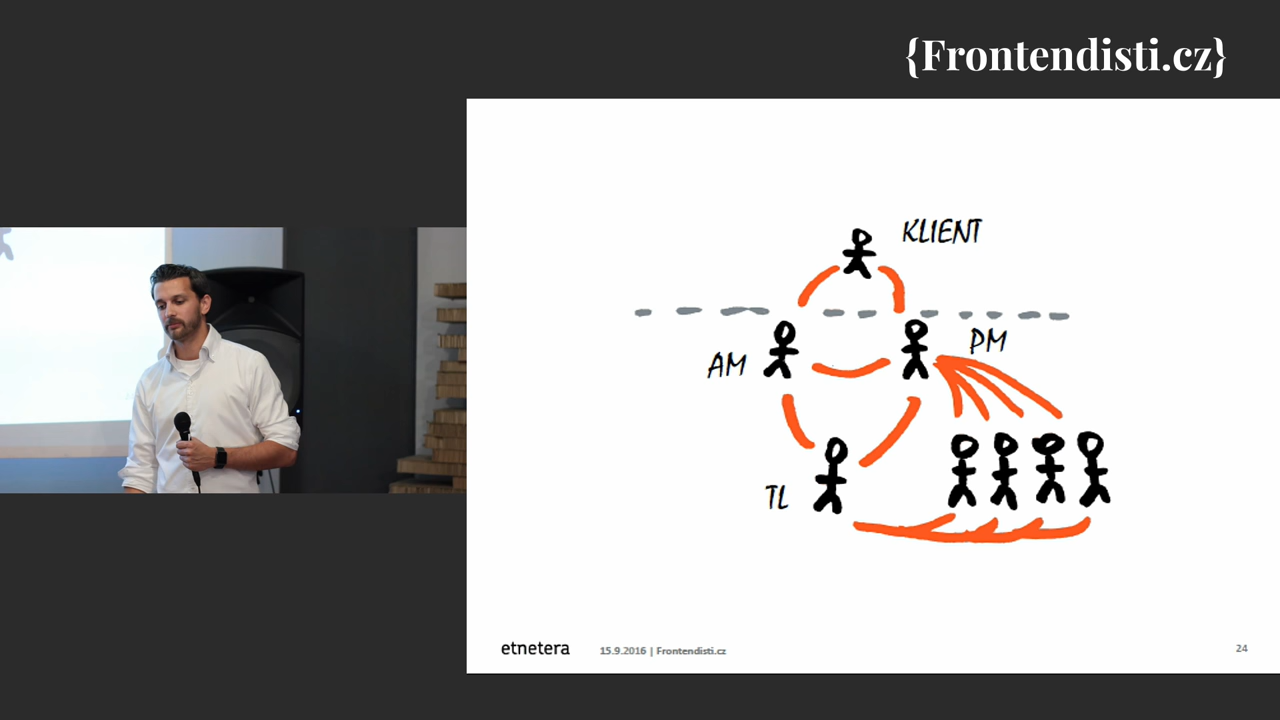 {Frontendisti.cz}
KLIENT
AM
PM
TL
etnetera
15.9.2016 | Frontendisti.cz
24